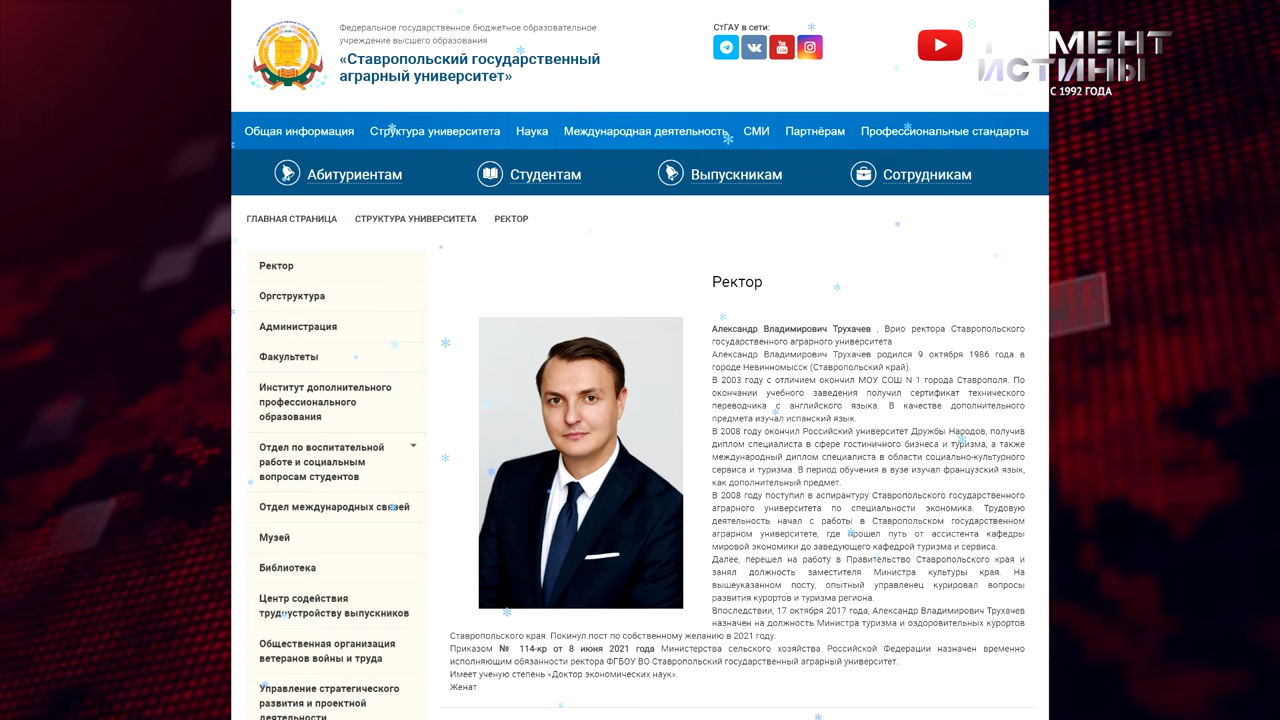 Федеральное государственное бюджетное образовательное
учреждение высшего образования
«Ставропольский государственный
аграрный университет»
СтГАУ в сети:
МЕНТ
ИСТИНЫ
С 1992 ГОДА
Общая информация Структура университета Наука Международная деятельность СМИ Партнёрам Профессиональные стандарты
Абитуриентам Студентам Выпускникам Сотрудникам
ГЛАВНАЯ СТРАНИЦА СТРУКТУРА УНИВЕРСИТЕТА РЕКТОР
Ректор
Оргструктура
Администрация
Факультеты
Институт дополнительного
профессионального
образования
Отдел по воспитательной
работе и социальным
вопросам студентов
Отдел международных связей
Музей
Библиотека
Центр содействия
трудоустройству выпускников
Общественная организация
ветеранов войны и труда
Управление стратегического
развития и проектной
деятельности
Ректор
Александр Владимирович Трухачев , Врио ректора Ставропольского
государственного аграрного университета
Александр Владимирович Трухачев родился 9 октября 1986 года в
городе Невинномысск (Ставропольский край).
В 2003 году с отличием окончил МОУ СОШ N 1 города Ставрополя. По
окончании учебного заведения получил сертификат технического
переводчика с английского языка. В качестве дополнительного
предмета изучал испанский язык
В 2008 году окончил Российский университет Дружбы Народов, получив
диплом специалиста в сфере гостиничного бизнеса и туризма, а также
международный диплом специалиста в области социально-культурного
сервиса и туризма. В период обучения в вузе изучал французский язык,
как дополнительный предмет.
В 2008 году поступил в аспирантуру Ставропольского государственного
аграрного университета по специальности экономика. Трудовую
деятельность начал с работы в Ставропольском государственном
аграрном университете, где прошел путь от ассистента кафедры
мировой экономики до заведующего кафедрой туризма и сервиса.
Далее, перешел на работу в Правительство Ставропольского края и
занял должность заместителя Министра культуры края. На
вышеуказанном посту, опытный управленец курировал вопросы
развития курортов и туризма региона.
Впоследствии, 17 октября 2017 года, Александр Владимирович Трухачев
назначен на должность Министра туризма и оздоровительных курортов
Ставропольского края. Покинул пост по собственному желанию в 2021 году.
Приказом № 114-кр от 8 июня 2021 года Министерства сельского хозяйства Российской Федерации назначен временно
исполняющим обязанности ректора ФГБОУ ВО Ставропольский государственный аграрный университет.
Имеет ученую степень «Доктор экономических наук».
Женат.